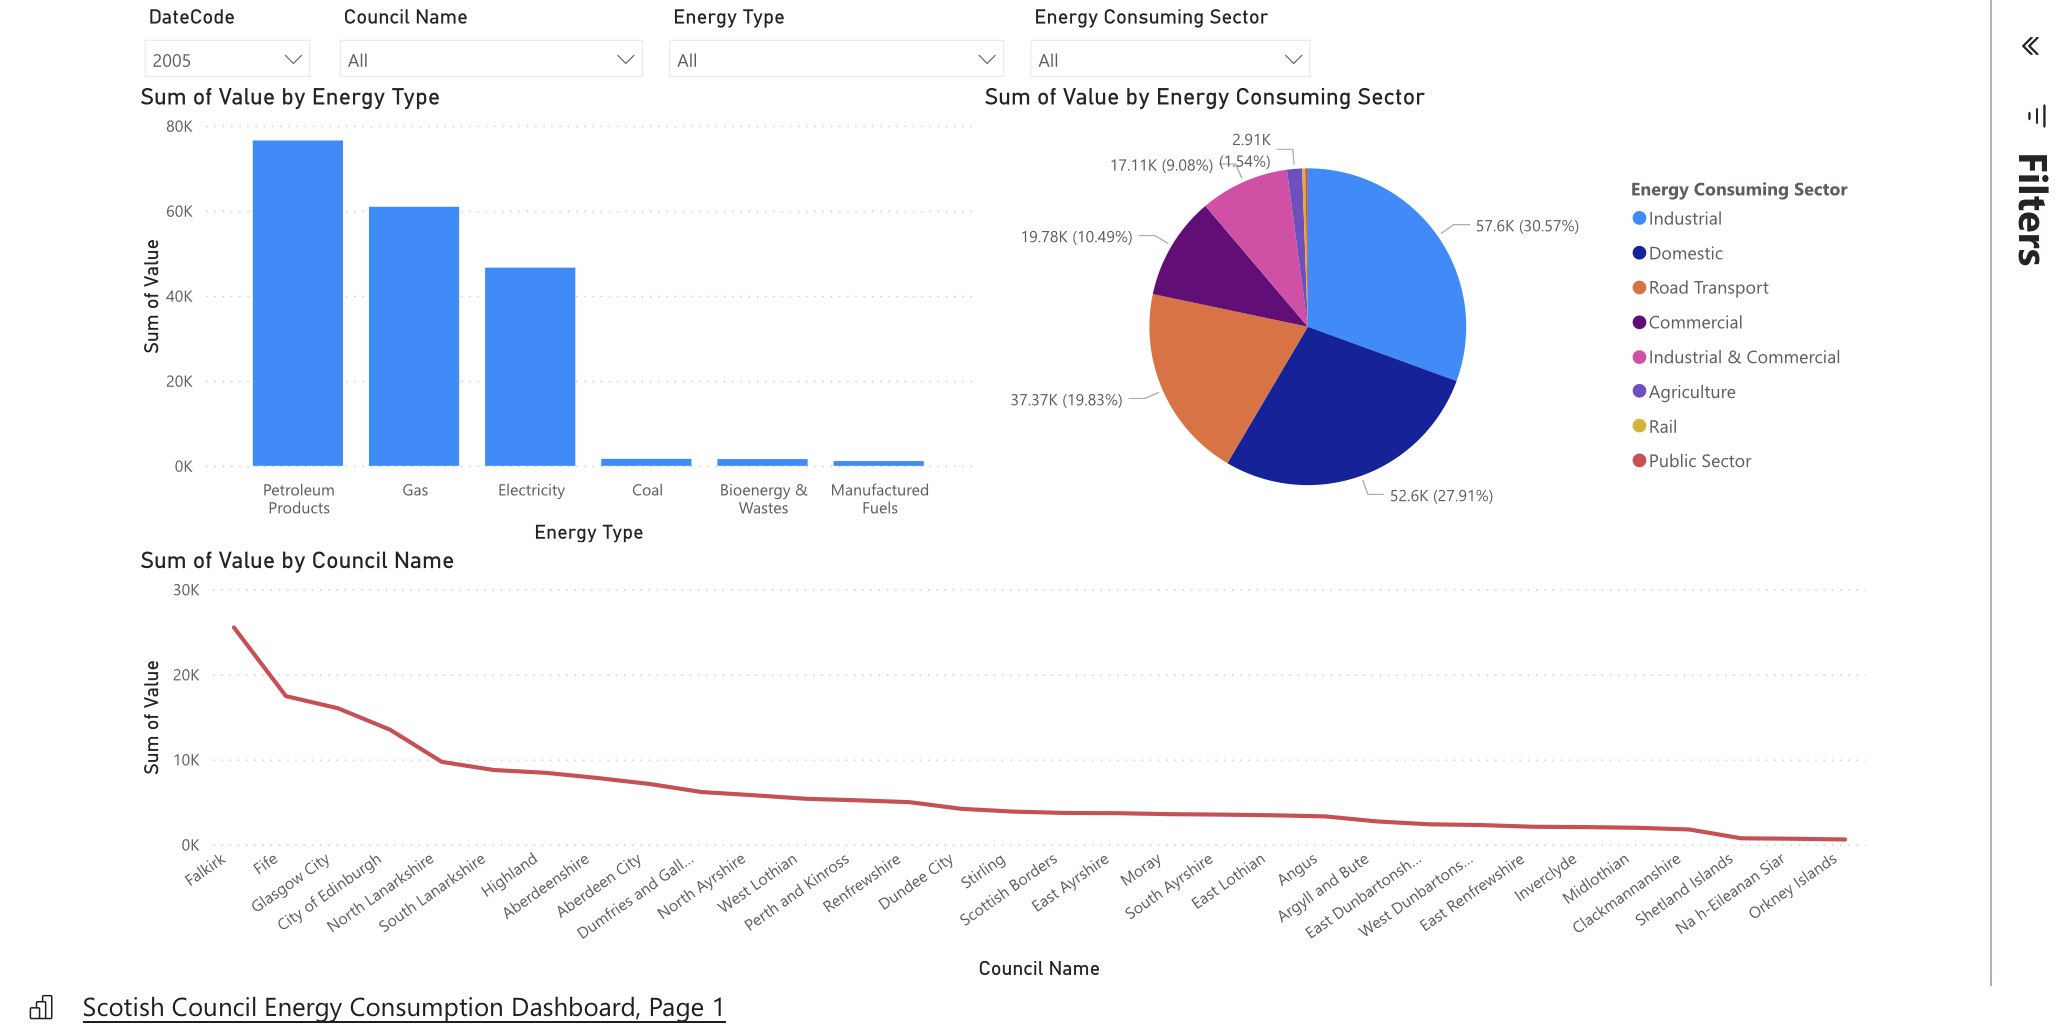 DateCode
Council Name
Energy Type
Energy Consuming Sector
2005
All
All
All
Sum of Value by Energy Type
80K
60K
40K
20K
0K
Sum of Value
Petroleum
Products
Gas
Electricity
Coal
Bioenergy &
Wastes
Manufactured
Fuels
Energy Type
Sum of Value by Energy Consuming Sector
2.91K
(1.54%)
17.11K (9.08%)
19.78K (10.49%)
37.37K (19.83%)
57.6K (30.57%)
52.6K (27.91%)
Energy Consuming Sector
Industrial
Domestic
Road Transport
Commercial
Industrial & Commercial
Agriculture
Rail
Public Sector
Filters
Sum of Value by Council Name
30K
20K
10K
0K
Sum of Value
Falkirk
Fife
Glasgow City
City of Edinburgh
North Lanarkshire
South Lanarkshire
Highland
Aberdeenshire
Aberdeen City
Dumfries and Gall...
North Ayrshire
West Lothian
Perth and Kinross
Renfrewshire
Dundee City
Stirling
Scottish Borders
East Ayrshire
Moray
South Ayrshire
East Lothian
Angus
Argyll and Bute
East Dunbartonsh...
West Dunbartons...
East Renfrewshire
Inverclyde
Midlothian
Clackmannanshire
Shetland Islands
Na h-Eileanan Siar
Orkney Islands
Council Name
Scotish Council Energy Consumption Dashboard, Page 1